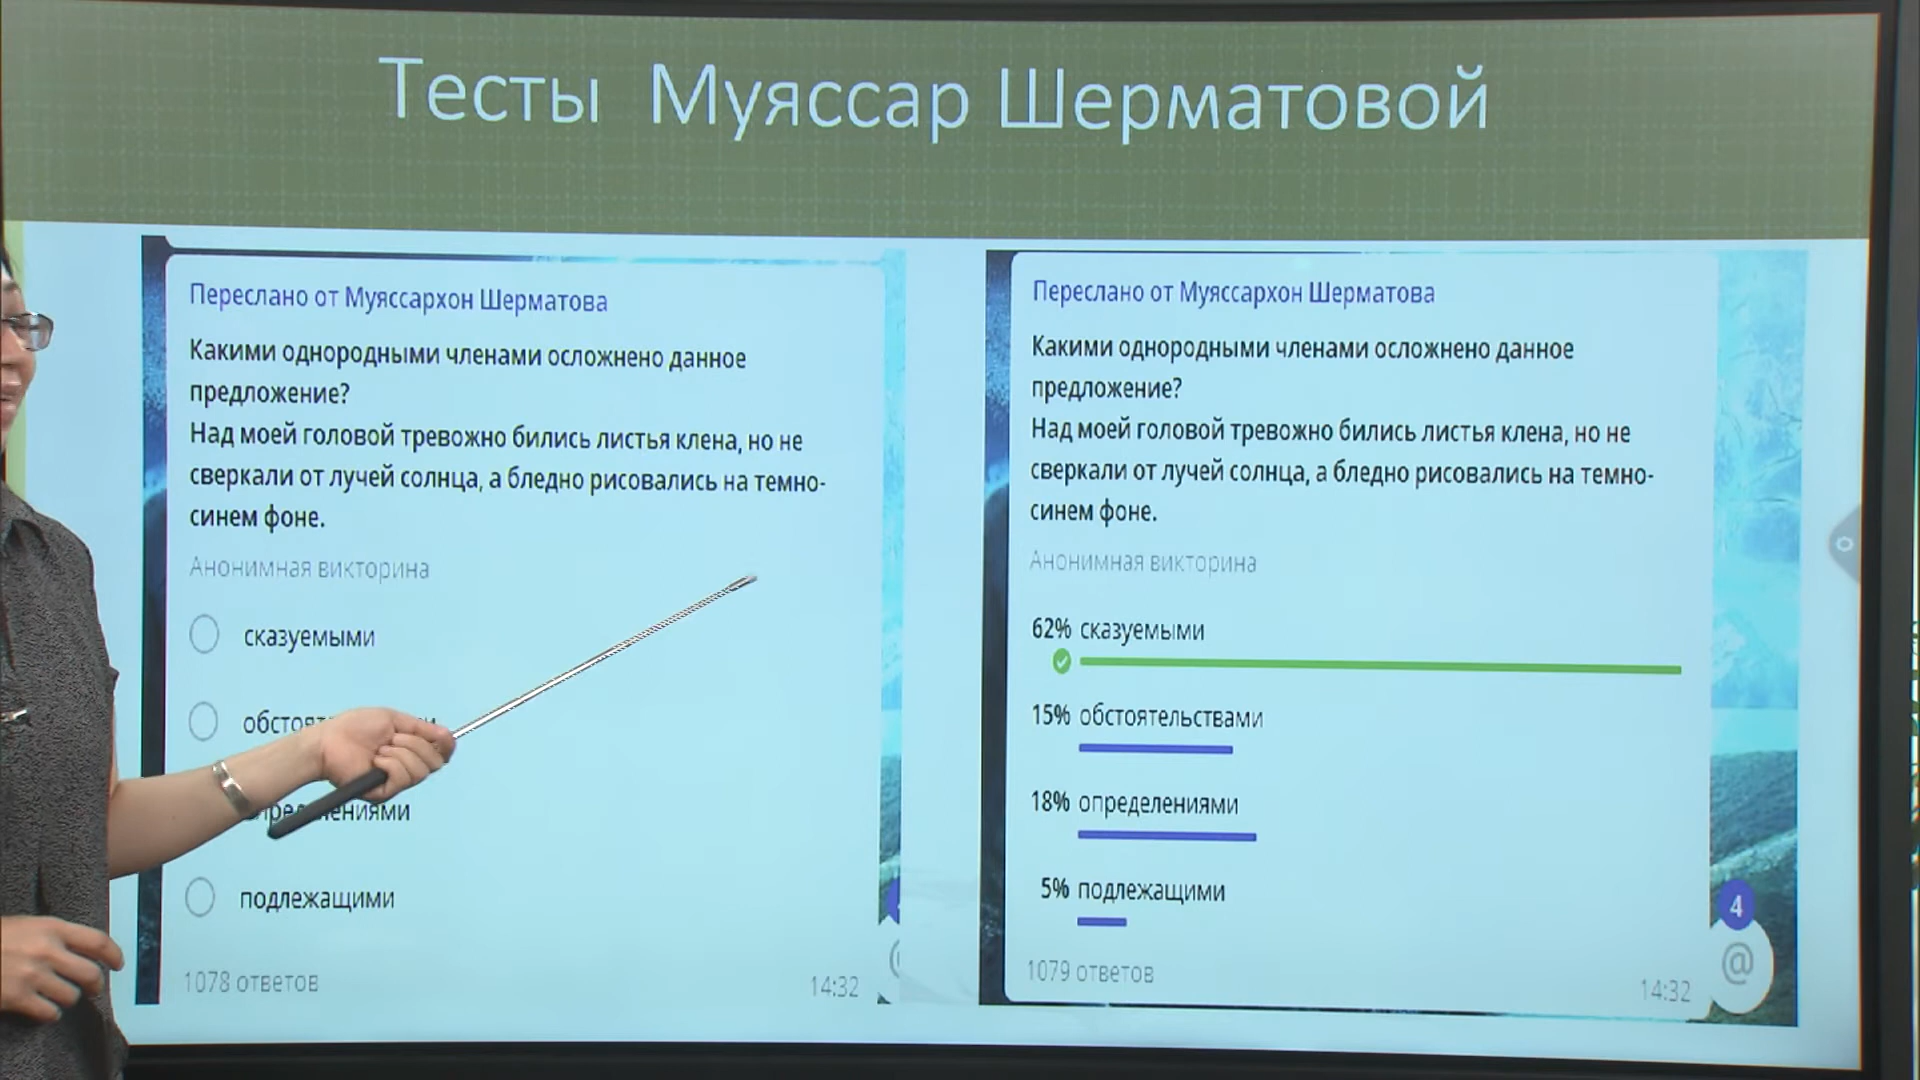 Тесты Муяссар Шерматовой
Переслано от Муяссархон Шерматова
Какими однородными членами осложнено данное
предложение?
Над моей головой тревожно бились листья клена, но не
сверкали от лучей солнца, а бледно рисовались на темно-
синем фоне.
Анонимная викторина
сказуемыми
подлежащими
1078 ответов
14:32
Переслано от Муяссархон Шерматова
Какими однородными членами осложнено данное
предложение?
Над моей головой тревожно бились листья клена, но не
сверкали от лучей солнца, а бледно рисовались на темно-
синем фоне.
Анонимная викторина
62% сказуемыми
15% обстоятельствами
18% определениями
5% подлежащими
1079 ответов
14:32
4
@